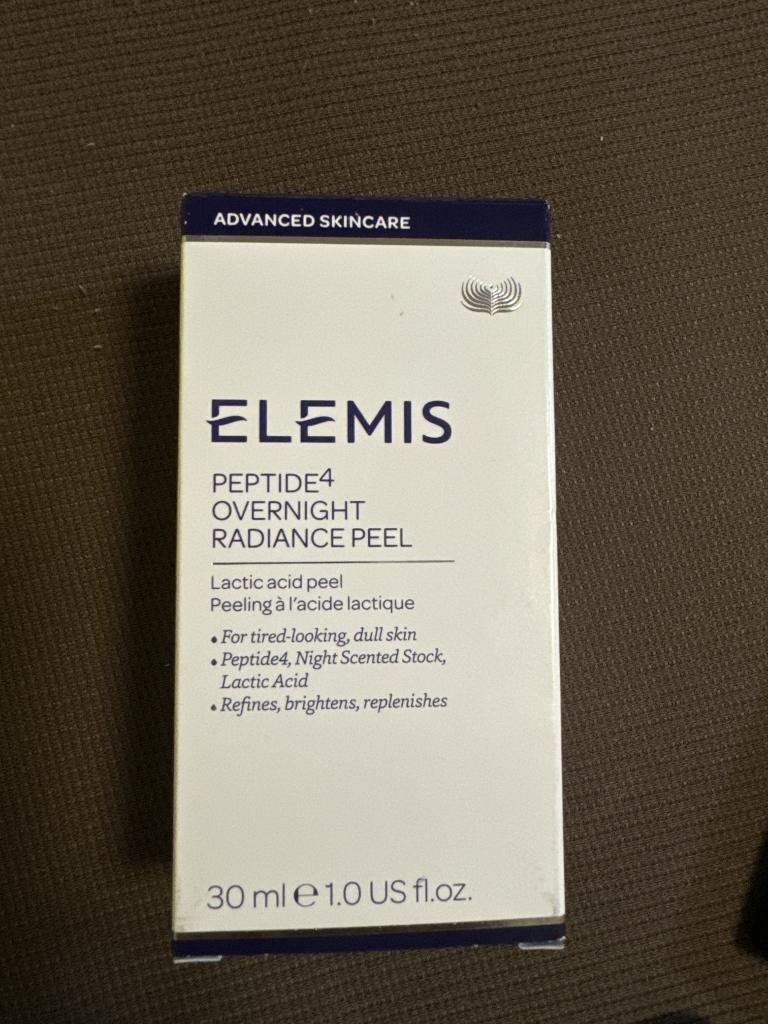 ADVANCED SKINCARE
ELEMIS
PEPTIDE⁴
OVERNIGHT
RADIANCE PEEL
Lactic acid peel
Peeling à l'acide lactique
• For tired-looking, dull skin
• Peptide4, Night Scented Stock,
Lactic Acid
• Refines, brightens, replenishes
30 ml ℮ 1.0 US fl.oz.